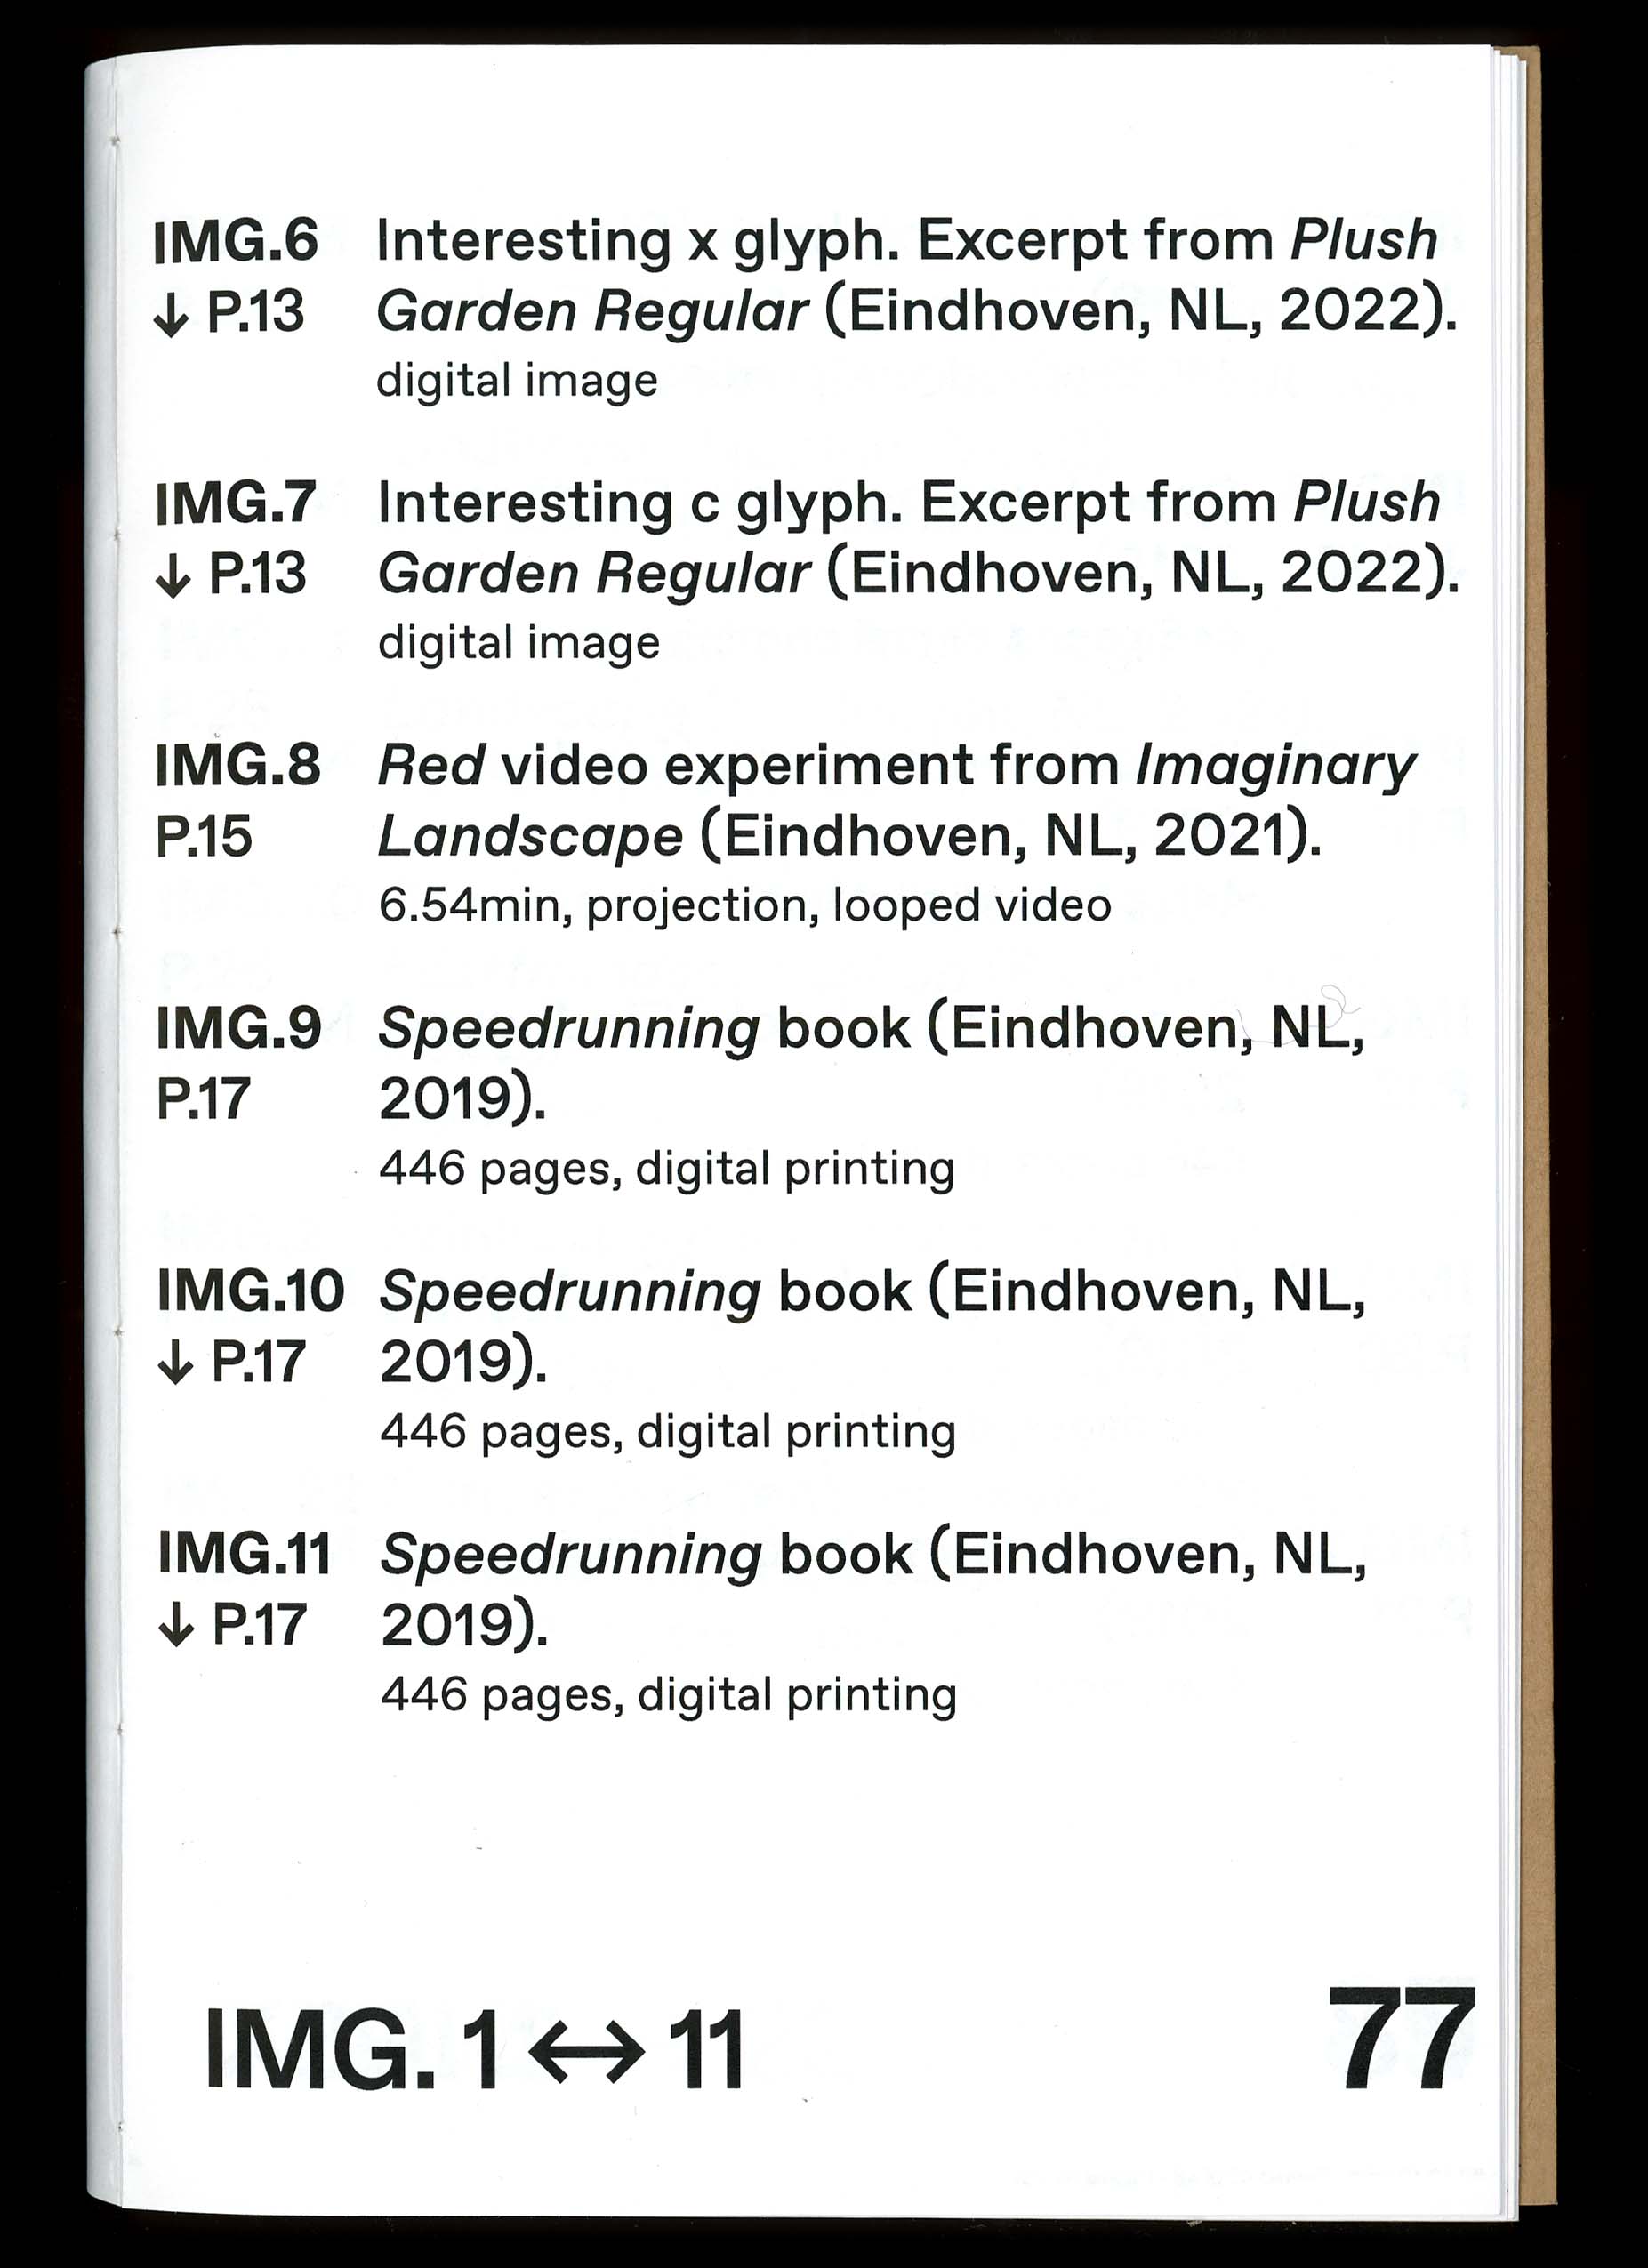 IMG.6 Interesting x glyph. Excerpt from Plush
↓ P.13 Garden Regular (Eindhoven, NL, 2022).
digital image
IMG.7 Interesting c glyph. Excerpt from Plush
↓ P.13 Garden Regular (Eindhoven, NL, 2022).
digital image
IMG.8 Red video experiment from Imaginary
P.15 Landscape (Eindhoven, NL, 2021).
6.54min, projection, looped video
IMG.9 Speedrunning book (Eindhoven, NL,
P.17 2019).
446 pages, digital printing
IMG.10 Speedrunning book (Eindhoven, NL,
↓ P.17 2019).
446 pages, digital printing
IMG.11 Speedrunning book (Eindhoven, NL,
↓ P.17 2019).
446 pages, digital printing
IMG. 1 ↔ 11 77